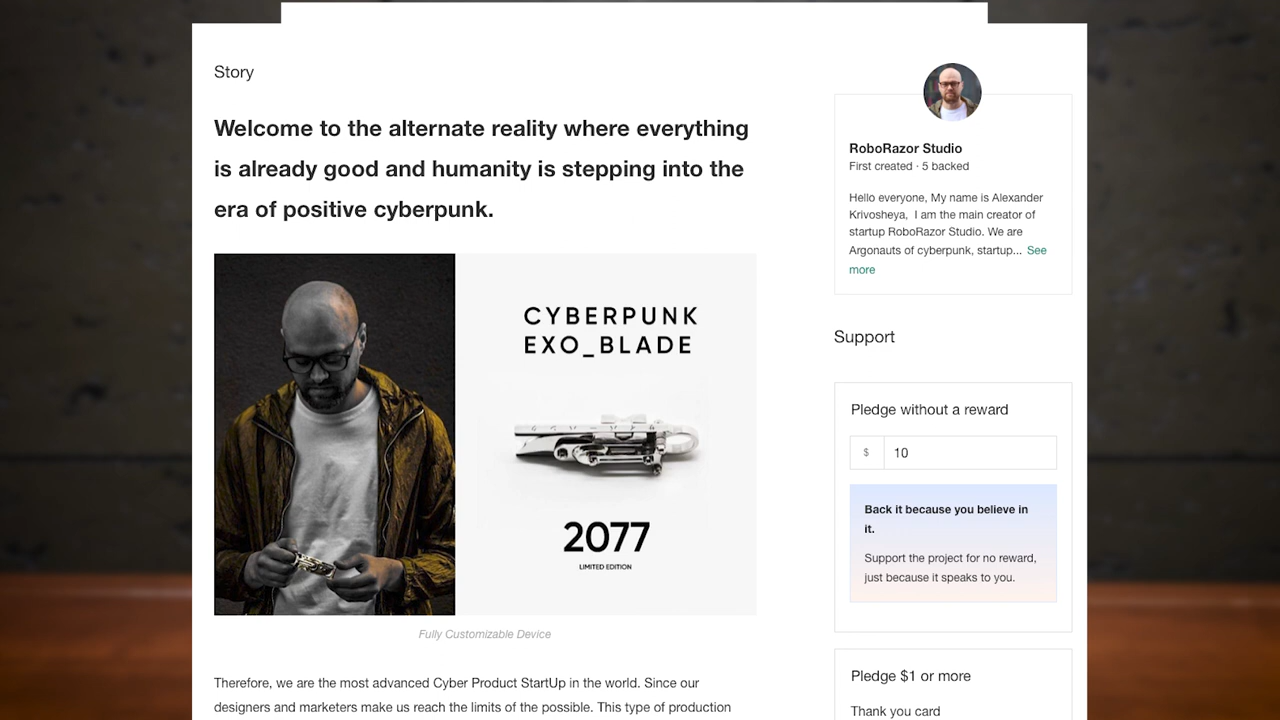 Story
Welcome to the alternate reality where everything
is already good and humanity is stepping into the
era of positive cyberpunk.
CYBERPUNK
EXO_BLADE
2077
LIMITED EDITION
Fully Customizable Device
Therefore, we are the most advanced Cyber Product StartUp in the world. Since our
designers and marketers make us reach the limits of the possible. This type of production
RoboRazor Studio
First created · 5 backed
Hello everyone, My name is Alexander
Krivosheya,  I am the main creator of
startup RoboRazor Studio. We are
Argonauts of cyberpunk, startup... See
more
Support
Pledge without a reward
$ 10
Back it because you believe in
it.
Support the project for no reward,
just because it speaks to you.
Pledge $1 or more
Thank you card